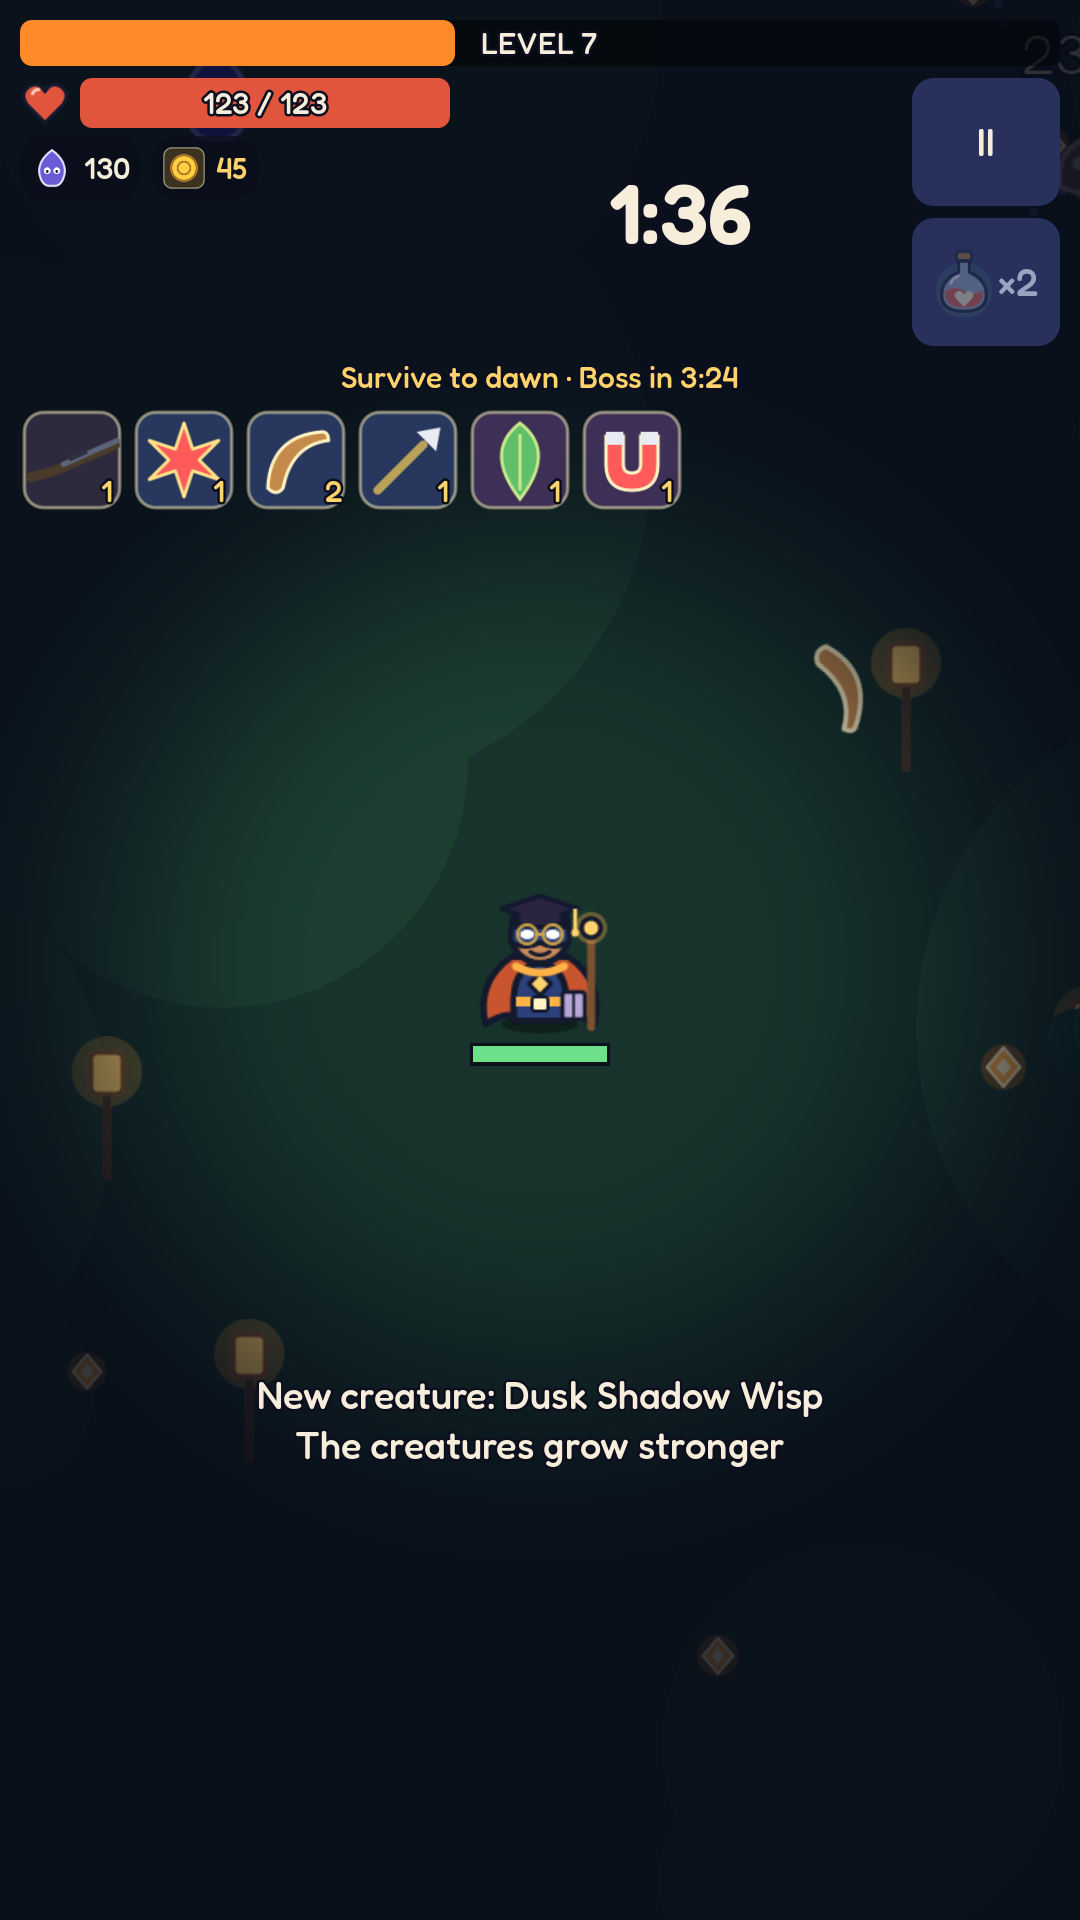 LEVEL 7
23
123 / 123
130
45
1:36
×2
Survive to dawn · Boss in 3:24
1
1
2
1
1
1
New creature: Dusk Shadow Wisp
The creatures grow stronger